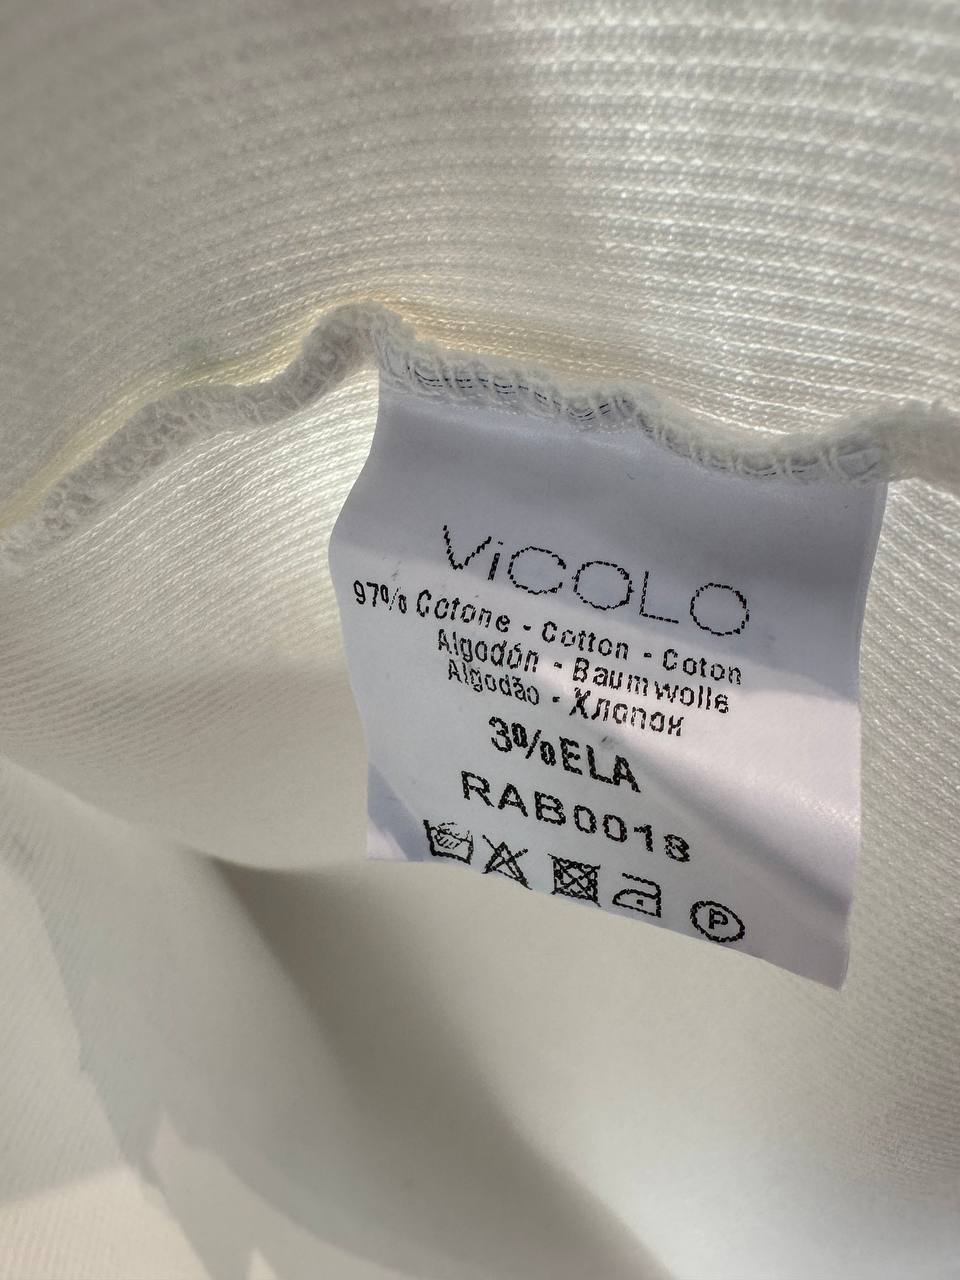 ViCOLO
97% Cotone - Cotton - Coton
Algodón - Baumwolle
Algodão - Хлопок
3%ELA
RAB0018
P